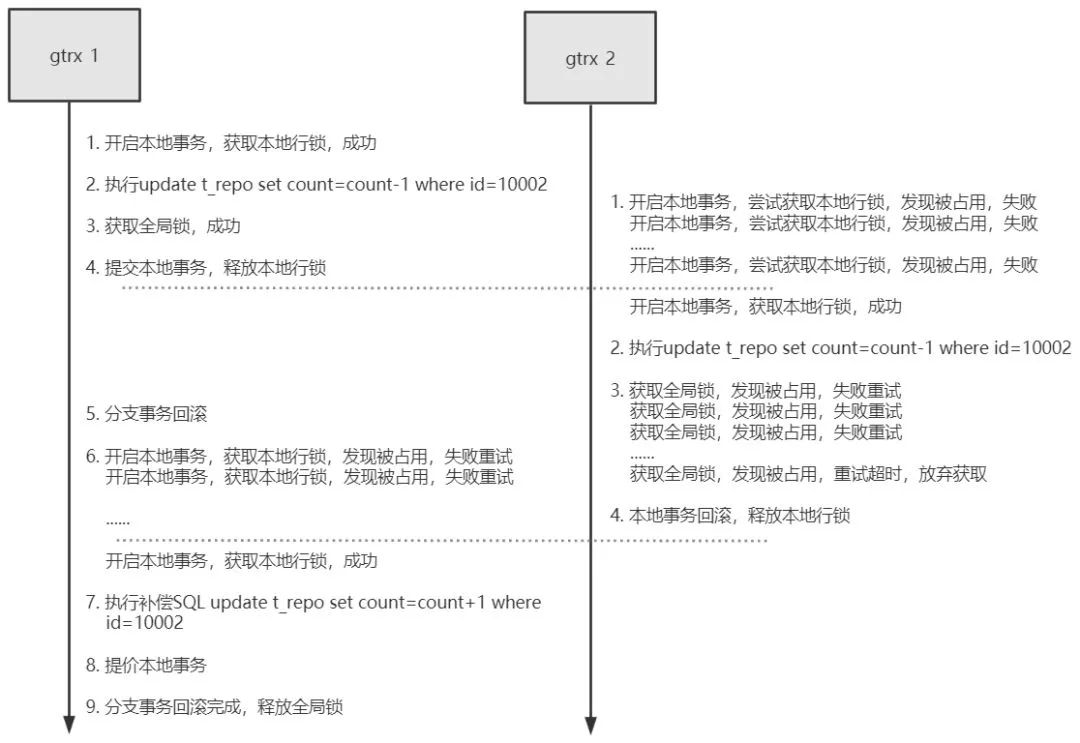 gtrx 1
1. 开启本地事务，获取本地行锁，成功
2. 执行update t_repo set count=count-1 where id=10002
3. 获取全局锁，成功
4. 提交本地事务，释放本地行锁
5. 分支事务回滚
6. 开启本地事务，获取本地行锁，发现被占用，失败重试
开启本地事务，获取本地行锁，发现被占用，失败重试
......
开启本地事务，获取本地行锁，成功
7. 执行补偿SQL update t_repo set count=count+1 where
id=10002
8. 提价本地事务
9. 分支事务回滚完成，释放全局锁
gtrx 2
1. 开启本地事务，尝试获取本地行锁，发现被占用，失败
开启本地事务，尝试获取本地行锁，发现被占用，失败
......
开启本地事务，尝试获取本地行锁，发现被占用，失败
开启本地事务，获取本地行锁，成功
2. 执行update t_repo set count=count-1 where id=10002
3. 获取全局锁，发现被占用，失败重试
获取全局锁，发现被占用，失败重试
获取全局锁，发现被占用，失败重试
......
获取全局锁，发现被占用，重试超时，放弃获取
4. 本地事务回滚，释放本地行锁